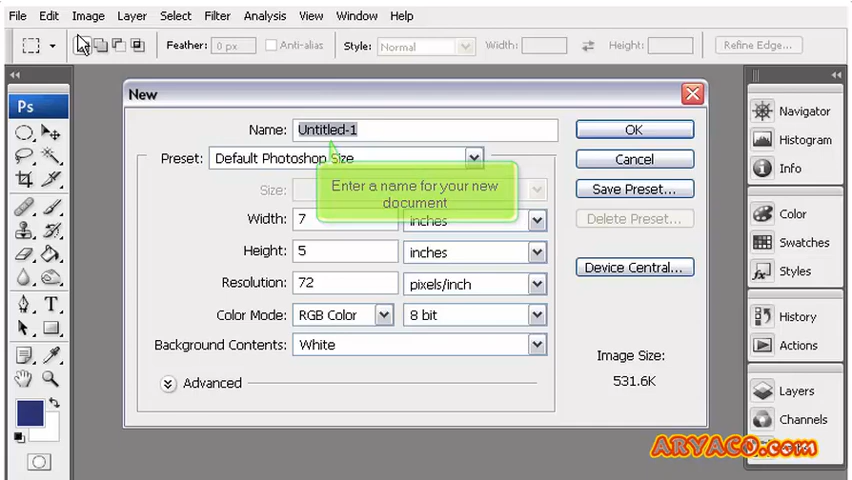 File Edit Image Layer Select Filter Analysis View Window Help
Feather: 0 px Anti-alias Style: Normal Width: Height: Refine Edge...
Ps
New
Name: Untitled-1 OK
Preset: Default Photoshop Size Cancel
Enter a name for your new
document
Size: Save Preset...
Width: 7 inches Delete Preset...
Height: 5 inches
Device Central...
Resolution: 72 pixels/inch
Color Mode: RGB Color 8 bit
Background Contents: White
Image Size:
531.6K
Advanced
T
Navigator
Histogram
Info
Color
Swatches
Styles
History
Actions
Layers
Channels
ARYACO.com